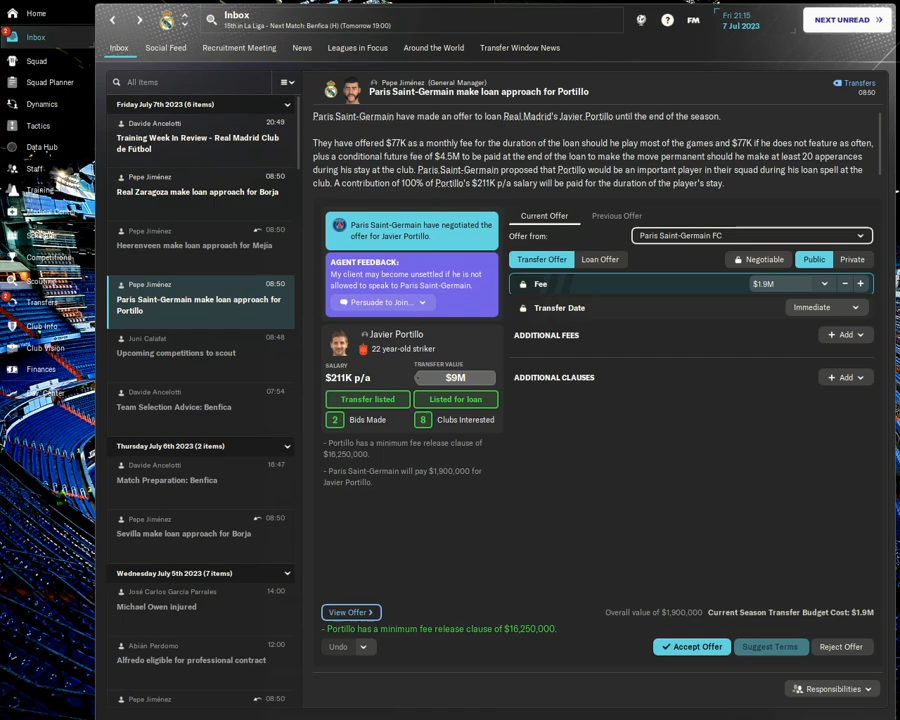 Home
Inbox
Squad
Squad Planner
Dynamics
Tactics
Data Hub
Staff
Training
Competitions
Scouting
Transfers
Club Info
Club Vision
Finances
2
2
Inbox
15th in La Liga - Next Match: Benfica (H) (Tomorrow 19:00)
?
FM
Fri 21:15
7 Jul 2023
NEXT UNREAD
Inbox
Social Feed
Recruitment Meeting
News
Leagues in Focus
Around the World
Transfer Window News
All Items
Friday July 7th 2023 (6 items)
Davide Ancelotti 20:49
Training Week In Review - Real Madrid Club
de Fútbol
Pepe Jiménez 08:50
Real Zaragoza make loan approach for Borja
Pepe Jiménez 08:50
Heerenveen make loan approach for Mejía
Pepe Jiménez 08:50
Paris Saint-Germain make loan approach for
Portillo
Juni Calafat 08:48
Upcoming competitions to scout
Davide Ancelotti 07:54
Team Selection Advice: Benfica
Thursday July 6th 2023 (2 items)
Davide Ancelotti 16:47
Match Preparation: Benfica
Pepe Jiménez 08:50
Sevilla make loan approach for Borja
Wednesday July 5th 2023 (7 items)
José Carlos García Parrales 14:00
Michael Owen injured
Abián Perdomo 12:00
Alfredo eligible for professional contract
Pepe Jiménez 08:50
Pepe Jiménez (General Manager)
Paris Saint-Germain make loan approach for Portillo
Transfers
08:50
Paris Saint-Germain have made an offer to loan Real Madrid's Javier Portillo until the end of the season.
They have offered $77K as a monthly fee for the duration of the loan should he play most of the games and $77K if he does not feature as often,
plus a conditional future fee of $4.5M to be paid at the end of the loan to make the move permanent should he make at least 20 apperances
during his stay at the club. Paris Saint-Germain proposed that Portillo would be an important player in their squad during his loan spell at the
club. A contribution of 100% of Portillo's $211K p/a salary will be paid for the duration of the player's stay.
Paris Saint-Germain have negotiated the
offer for Javier Portillo.
AGENT FEEDBACK:
My client may become unsettled if he is not
allowed to speak to Paris Saint-Germain.
Persuade to Join...
Javier Portillo
22 year-old striker
SALARY
TRANSFER VALUE
$211K p/a
$9M
Transfer listed
Listed for loan
2 Bids Made
8 Clubs Interested
- Portillo has a minimum fee release clause of
$16,250,000.
- Paris Saint-Germain will pay $1,900,000 for
Javier Portillo.
Current Offer
Previous Offer
Offer from:
Paris Saint-Germain FC
Transfer Offer
Loan Offer
Negotiable
Public
Private
Fee
$1.9M
Transfer Date
Immediate
ADDITIONAL FEES
+ Add
ADDITIONAL CLAUSES
+ Add
View Offer >
Overall value of $1,900,000 Current Season Transfer Budget Cost: $1.9M
- Portillo has a minimum fee release clause of $16,250,000.
Undo
Accept Offer
Suggest Terms
Reject Offer
Responsibilities